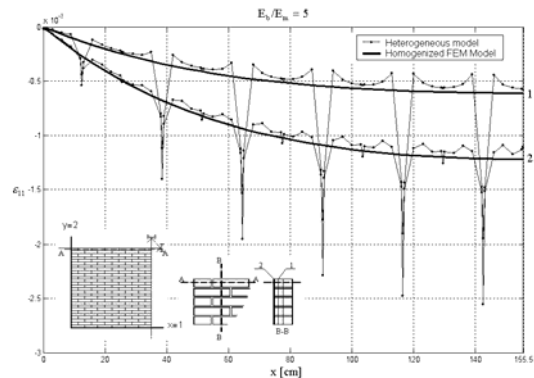 E_b/E_m = 5
x 10^-3
Heterogeneous model
Homogenized FEM Model
0
-0.5
-1
-1.5
-2
-2.5
-3
ε_11
1
2
y=2
A
A
x=1
B
A
A
B
2
1
B-B
0
20
40
60
80
100
120
140
155.5
x [cm]